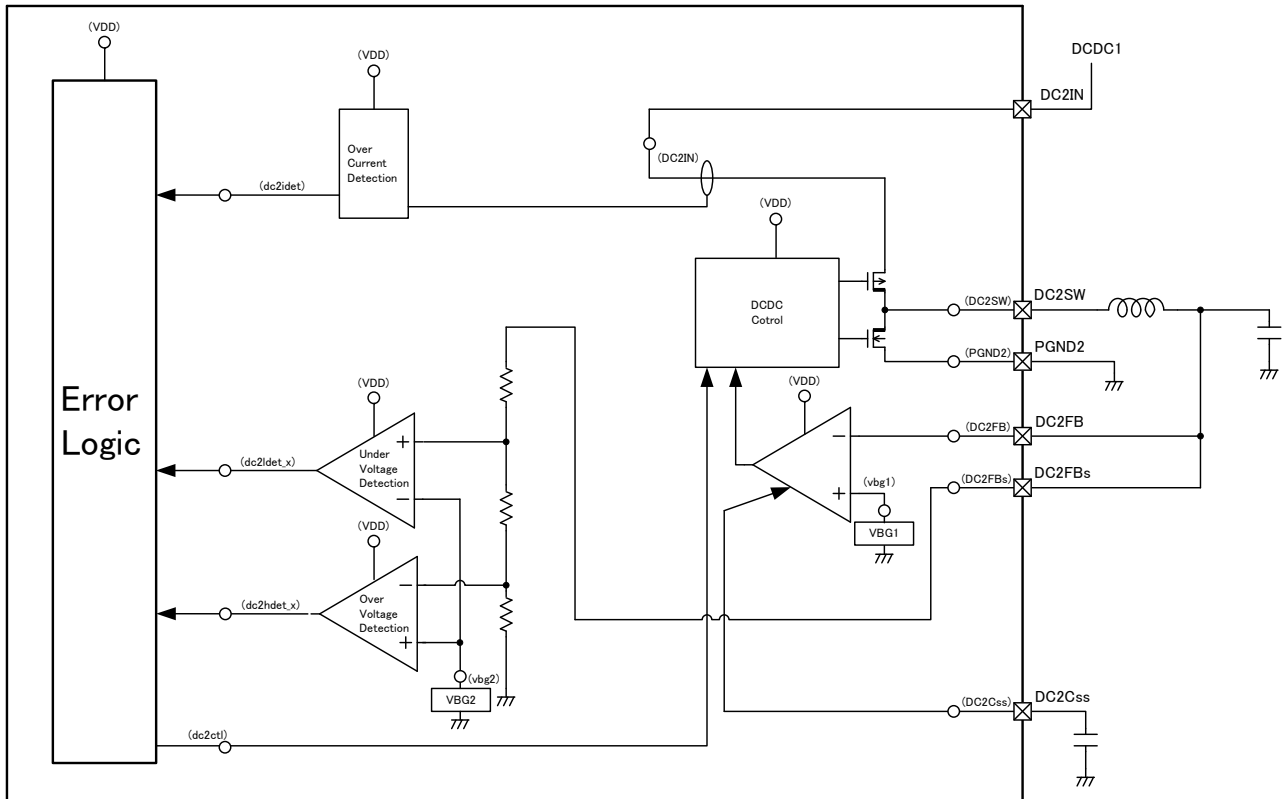 (VDD)
DCDC1
(VDD)
DC2IN
Over
Current
Detection
(DC2IN)
(dc2idet)
(VDD)
DCDC
Cotrol
(DC2SW)
DC2SW
(PGND2)
PGND2
Error
Logic
(VDD)
(VDD)
+
Under
Voltage
Detection
−
(dc2ldet_x)
−
(DC2FB)
DC2FB
(vbg1)
+
VBG1
(DC2FBs)
DC2FBs
(VDD)
−
Over
Voltage
Detection
+
(dc2hdet_x)
(vbg2)
VBG2
(DC2Css)
DC2Css
(dc2ctl)